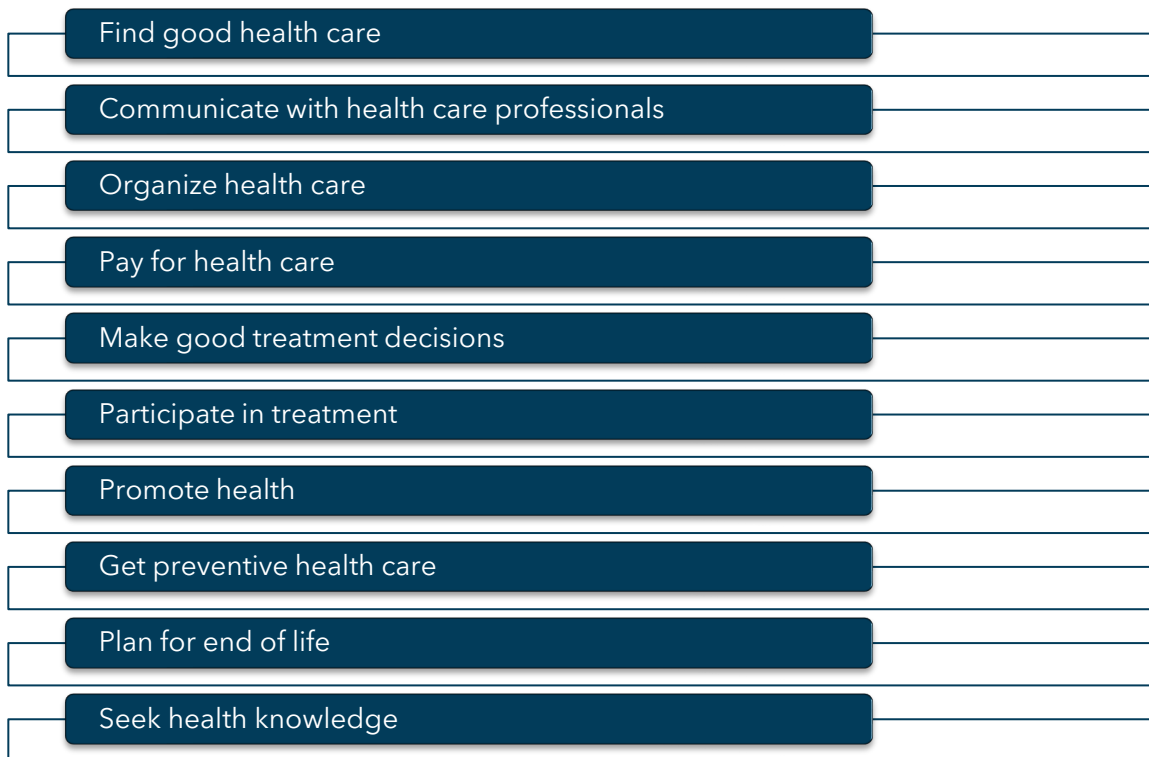 Find good health care
Communicate with health care professionals
Organize health care
Pay for health care
Make good treatment decisions
Participate in treatment
Promote health
Get preventive health care
Plan for end of life
Seek health knowledge